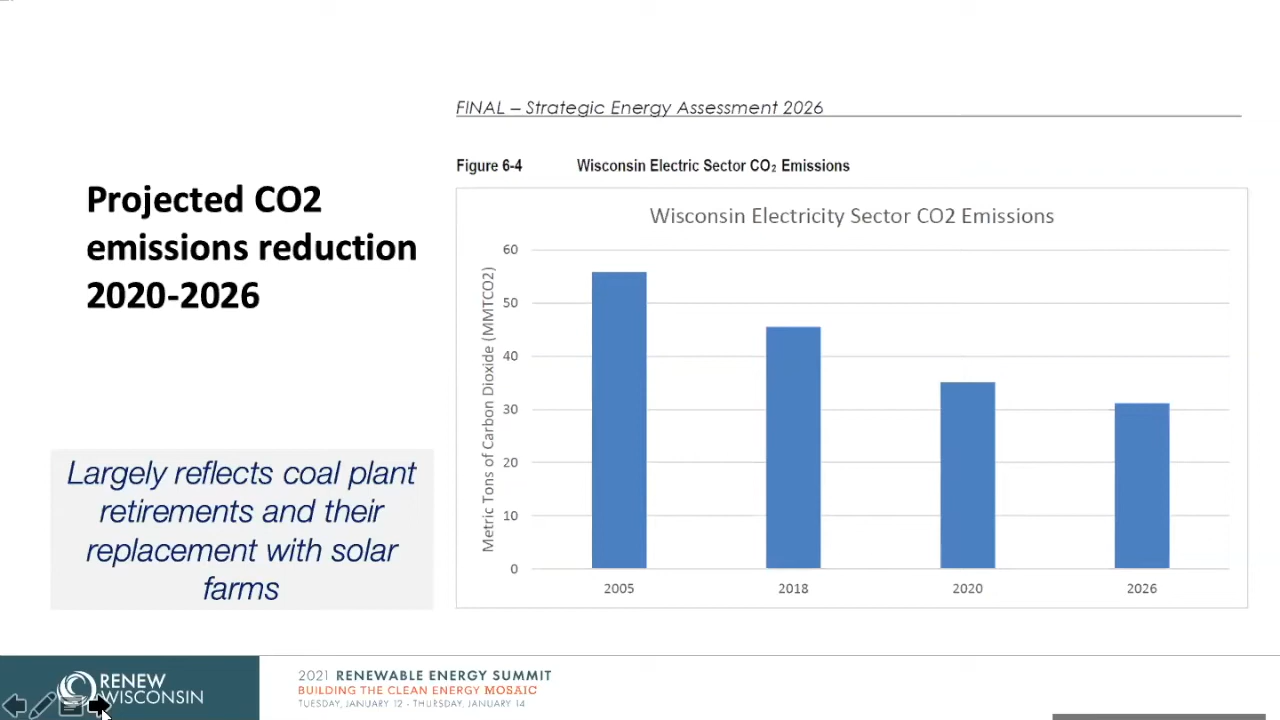 FINAL – Strategic Energy Assessment 2026
Figure 6-4 Wisconsin Electric Sector CO₂ Emissions
Projected CO2
emissions reduction
2020-2026
Wisconsin Electricity Sector CO2 Emissions
Metric Tons of Carbon Dioxide (MMTCO2)
60
50
40
30
20
10
0
2005 2018 2020 2026
Largely reflects coal plant
retirements and their
replacement with solar
farms
RENEW
WISCONSIN
2021 RENEWABLE ENERGY SUMMIT
BUILDING THE CLEAN ENERGY MOSAIC
TUESDAY, JANUARY 12 - THURSDAY, JANUARY 14